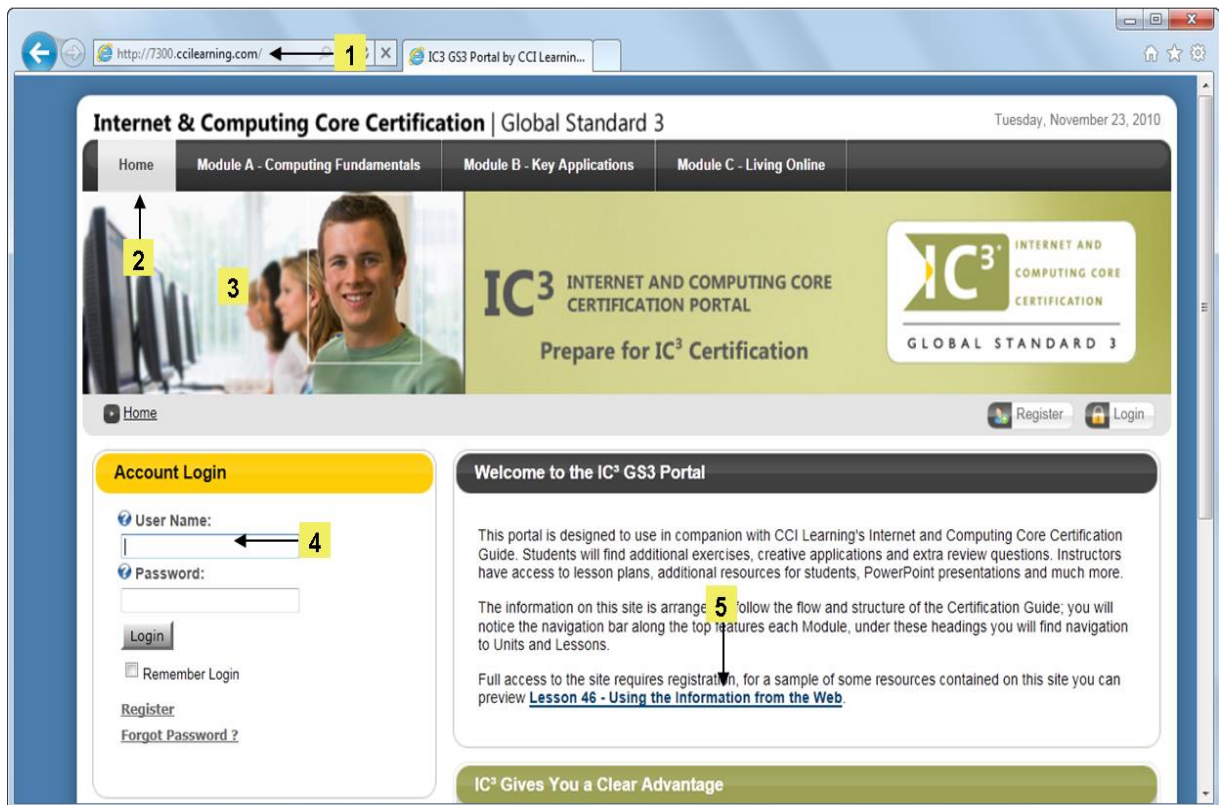 http://7300.ccilearning.com/
1
IC3 GS3 Portal by CCI Learnin...
X
Internet & Computing Core Certification | Global Standard 3
Tuesday, November 23, 2010
Home
Module A - Computing Fundamentals
Module B - Key Applications
Module C - Living Online
2
3
IC³ INTERNET AND COMPUTING CORE
CERTIFICATION PORTAL
Prepare for IC³ Certification
IC³
INTERNET AND
COMPUTING CORE
CERTIFICATION
GLOBAL STANDARD 3
Home
Register
Login
Account Login
User Name:
4
Password:
Login
Remember Login
Register
Forgot Password ?
Welcome to the IC³ GS3 Portal
This portal is designed to use in companion with CCI Learning's Internet and Computing Core Certification
Guide. Students will find additional exercises, creative applications and extra review questions. Instructors
have access to lesson plans, additional resources for students, PowerPoint presentations and much more.
The information on this site is arrange 5 follow the flow and structure of the Certification Guide; you will
notice the navigation bar along the top features each Module, under these headings you will find navigation
to Units and Lessons.
Full access to the site requires registration, for a sample of some resources contained on this site you can
preview Lesson 46 - Using the Information from the Web.
IC³ Gives You a Clear Advantage